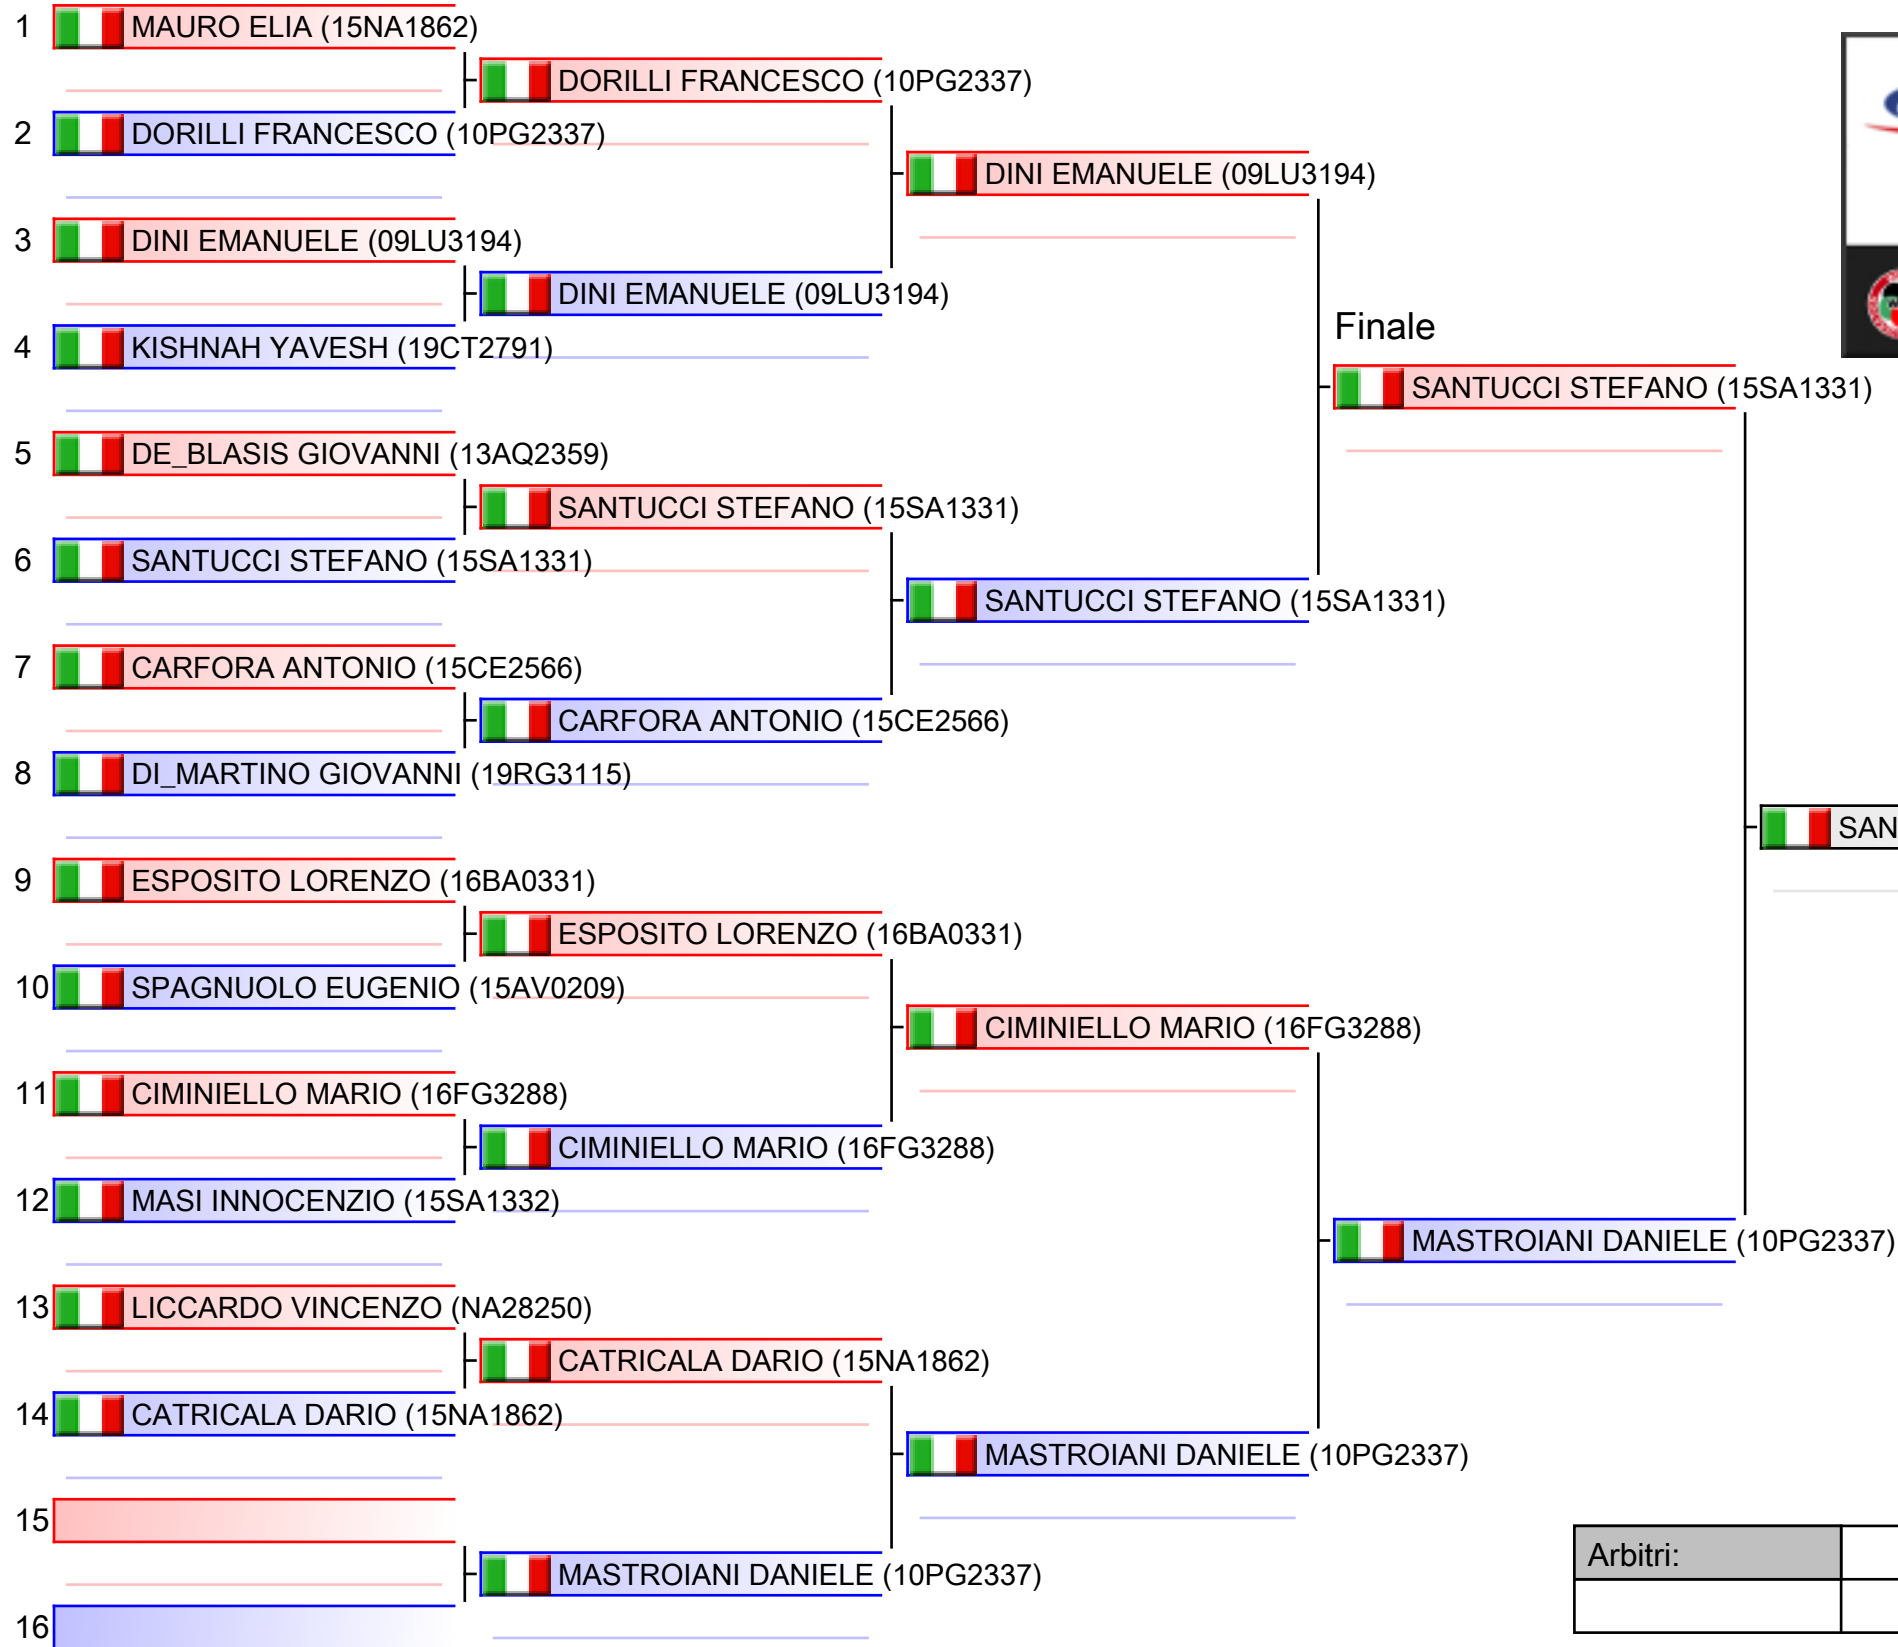 1 MAURO ELIA (15NA1862)
DORILLI FRANCESCO (10PG2337)
2 DORILLI FRANCESCO (10PG2337)
DINI EMANUELE (09LU3194)
3 DINI EMANUELE (09LU3194)
DINI EMANUELE (09LU3194)
4 KISHNAH YAVESH (19CT2791)
Finale
SANTUCCI STEFANO (15SA1331)
5 DE_BLASIS GIOVANNI (13AQ2359)
SANTUCCI STEFANO (15SA1331)
6 SANTUCCI STEFANO (15SA1331)
SANTUCCI STEFANO (15SA1331)
7 CARFORA ANTONIO (15CE2566)
CARFORA ANTONIO (15CE2566)
8 DI_MARTINO GIOVANNI (19RG3115)
SAN
9 ESPOSITO LORENZO (16BA0331)
ESPOSITO LORENZO (16BA0331)
10 SPAGNUOLO EUGENIO (15AV0209)
CIMINIELLO MARIO (16FG3288)
11 CIMINIELLO MARIO (16FG3288)
CIMINIELLO MARIO (16FG3288)
12 MASI INNOCENZIO (15SA1332)
MASTROIANI DANIELE (10PG2337)
13 LICCARDO VINCENZO (NA28250)
CATRICALA DARIO (15NA1862)
14 CATRICALA DARIO (15NA1862)
MASTROIANI DANIELE (10PG2337)
15
Arbitri:
MASTROIANI DANIELE (10PG2337)
16